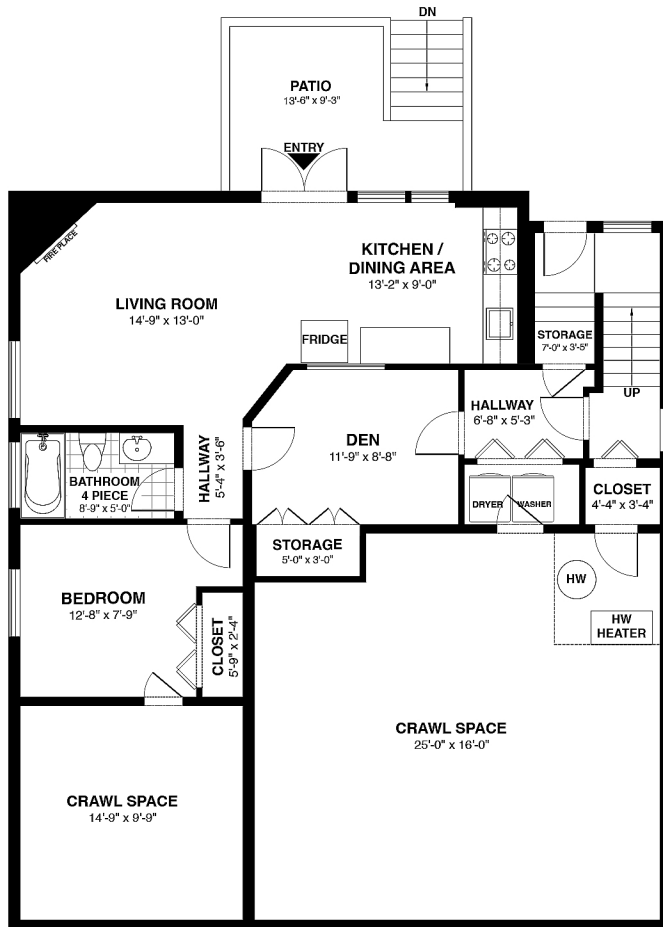 DN
PATIO
13'-6" x 9'-3"
ENTRY
FIRE PLACE
KITCHEN /
DINING AREA
13'-2" x 9'-0"
LIVING ROOM
14'-9" x 13'-0"
FRIDGE
STORAGE
7'-0" x 3'-5"
UP
HALLWAY
6'-8" x 5'-3"
DEN
11'-9" x 8'-8"
HALLWAY
5'-4" x 3'-6"
BATHROOM
4 PIECE
8'-9" x 5'-0"
DRYER
WASHER
CLOSET
4'-4" x 3'-4"
STORAGE
5'-0" x 3'-0"
HW
HW
HEATER
BEDROOM
12'-8" x 7'-9"
CLOSET
5'-9" x 2'-4"
CRAWL SPACE
25'-0" x 16'-0"
CRAWL SPACE
14'-9" x 9'-9"